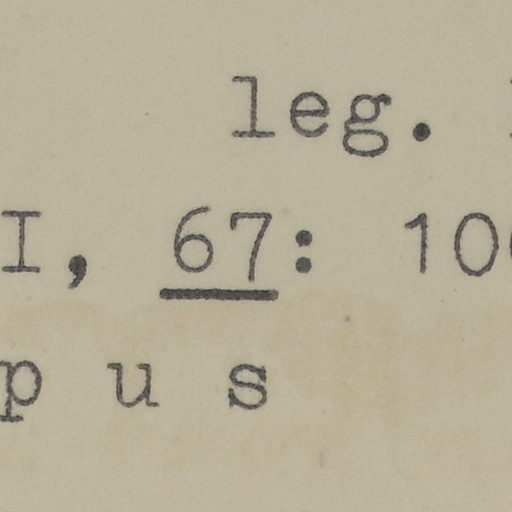 leg.
I, 67: 10
p u s